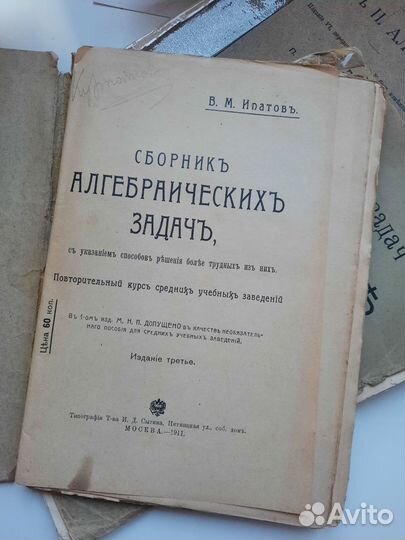 В. М. Ипатовъ.
СБОРНИКЪ
АЛГЕБРАИЧЕСКИХЪ
ЗАДАЧЪ,
съ указаніемъ способовъ рѣшенія болѣе трудныхъ изъ нихъ.
Повторительный курсъ среднихъ учебныхъ заведеній
Въ 1-омъ изд. М. Н. П. ДОПУЩЕНО въ качествѣ необязатель-
наго пособія для среднихъ учебныхъ заведеній.
Изданіе третье.
Типографія Т-ва И. Д. Сытина, Пятницкая ул., соб. домъ.
МОСКВА.—1911.
Цѣна 60 коп.
задач
Avito